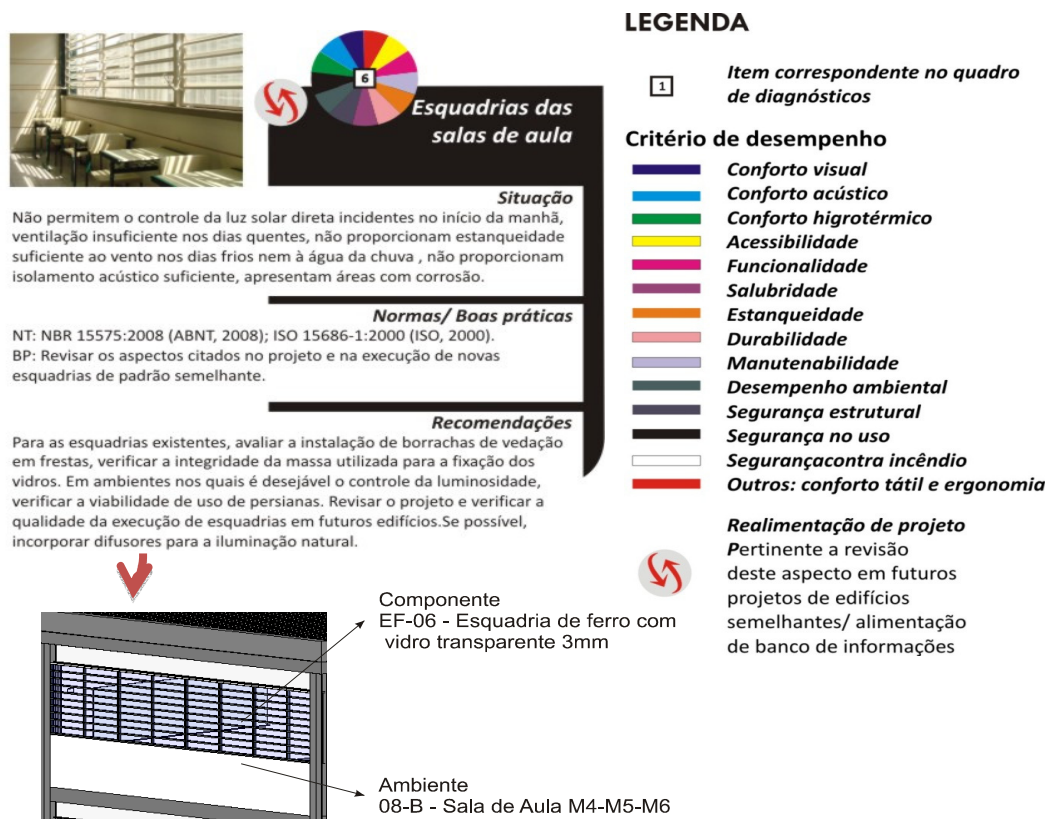 6
Esquadrias das
salas de aula
Situação
Não permitem o controle da luz solar direta incidentes no início da manhã,
ventilação insuficiente nos dias quentes, não proporcionam estanqueidade
suficiente ao vento nos dias frios nem à água da chuva , não proporcionam
isolamento acústico suficiente, apresentam áreas com corrosão.
Normas/ Boas práticas
NT: NBR 15575:2008 (ABNT, 2008); ISO 15686-1:2000 (ISO, 2000).
BP: Revisar os aspectos citados no projeto e na execução de novas
esquadrias de padrão semelhante.
Recomendações
Para as esquadrias existentes, avaliar a instalação de borrachas de vedação
em frestas, verificar a integridade da massa utilizada para a fixação dos
vidros. Em ambientes nos quais é desejável o controle da luminosidade,
verificar a viabilidade de uso de persianas. Revisar o projeto e verificar a
qualidade da execução de esquadrias em futuros edifícios.Se possível,
incorporar difusores para a iluminação natural.
Componente
EF-06 - Esquadria de ferro com
vidro transparente 3mm
Ambiente
08-B - Sala de Aula M4-M5-M6
LEGENDA
1
Item correspondente no quadro
de diagnósticos
Critério de desempenho
Conforto visual
Conforto acústico
Conforto higrotérmico
Acessibilidade
Funcionalidade
Salubridade
Estanqueidade
Durabilidade
Manutenabilidade
Desempenho ambiental
Segurança estrutural
Segurança no uso
Segurançacontra incêndio
Outros: conforto tátil e ergonomia
Realimentação de projeto
Pertinente a revisão
deste aspecto em futuros
projetos de edifícios
semelhantes/ alimentação
de banco de informações